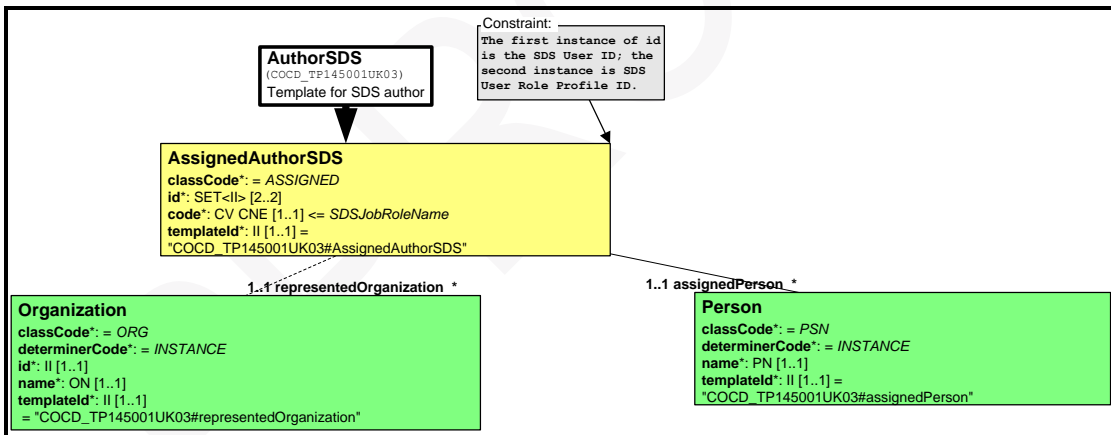 Constraint:
The first instance of id
is the SDS User ID; the
second instance is SDS
User Role Profile ID.
AuthorSDS
(COCD_TP145001UK03)
Template for SDS author
AssignedAuthorSDS
classCode*: = ASSIGNED
id*: SET<II> [2..2]
code*: CV CNE [1..1] <= SDSJobRoleName
templateId*: II [1..1] =
"COCD_TP145001UK03#AssignedAuthorSDS"
1..1 representedOrganization *
1..1 assignedPerson *
Organization
classCode*: = ORG
determinerCode*: = INSTANCE
id*: II [1..1]
name*: ON [1..1]
templateId*: II [1..1]
= "COCD_TP145001UK03#representedOrganization"
Person
classCode*: = PSN
determinerCode*: = INSTANCE
name*: PN [1..1]
templateId*: II [1..1] =
"COCD_TP145001UK03#assignedPerson"